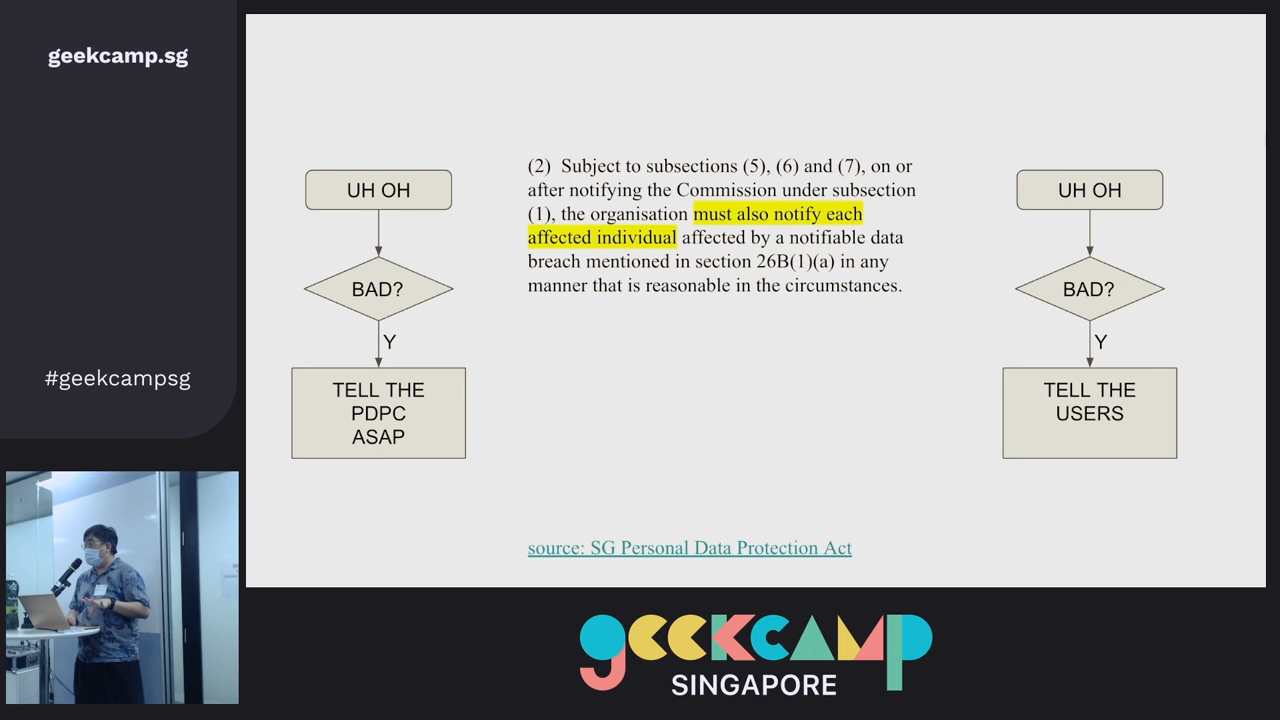 geekcamp.sg
#geekcampsg
UH OH
BAD?
Y
TELL THE
PDPC
ASAP
(2)  Subject to subsections (5), (6) and (7), on or
after notifying the Commission under subsection
(1), the organisation must also notify each
affected individual affected by a notifiable data
breach mentioned in section 26B(1)(a) in any
manner that is reasonable in the circumstances.
source: SG Personal Data Protection Act
UH OH
BAD?
Y
TELL THE
USERS
geekcamp
SINGAPORE